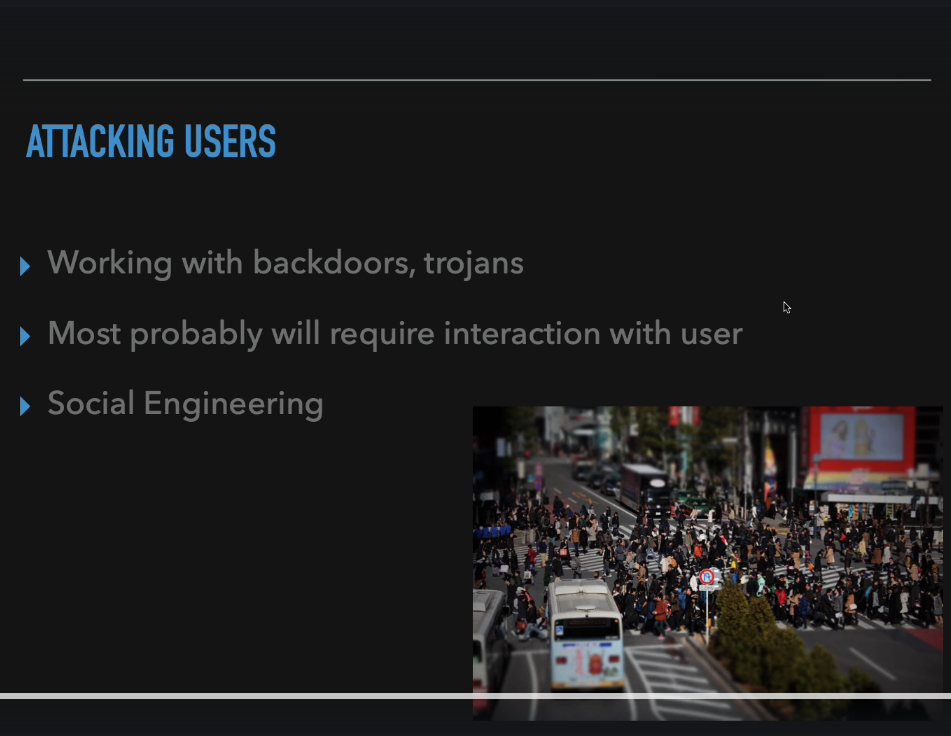 ATTACKING USERS
Working with backdoors, trojans
Most probably will require interaction with user
Social Engineering